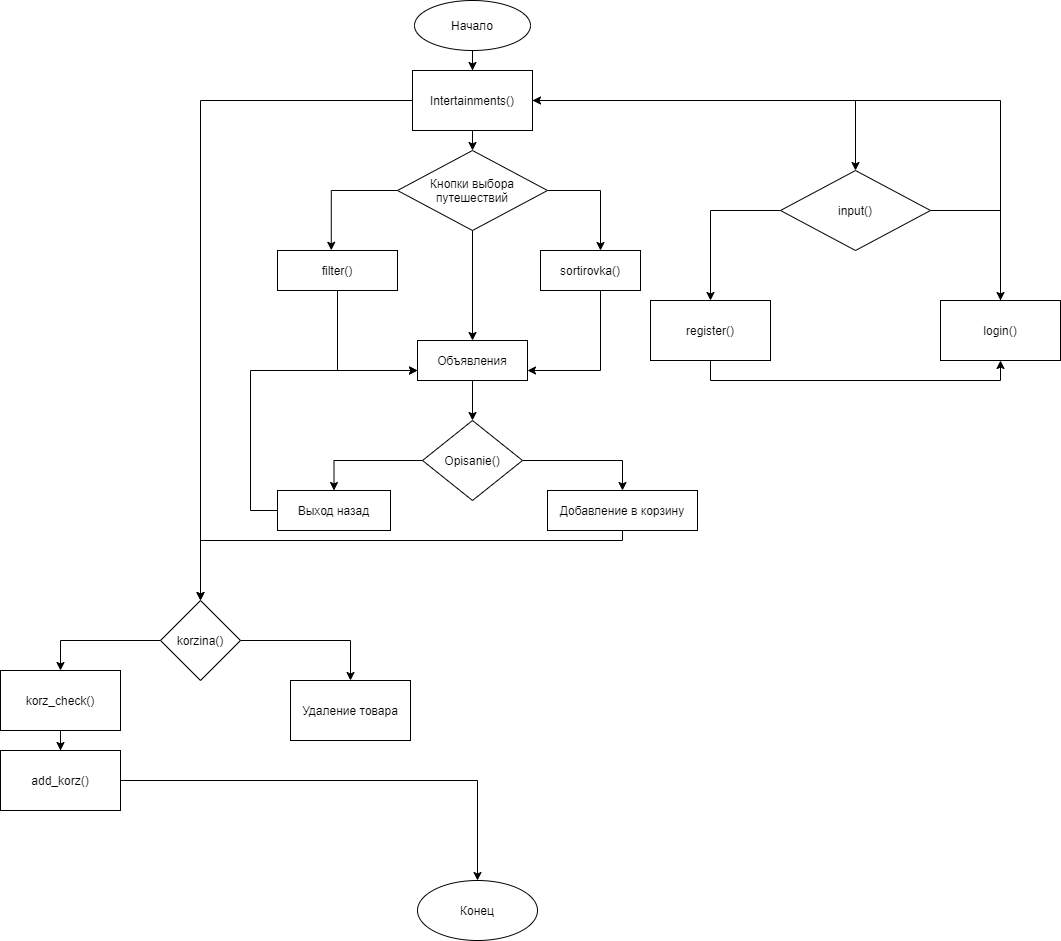 Начало
Intertainments()
Кнопки выбора
путешествий
input()
filter()
sortirovka()
register()
login()
Объявления
Opisanie()
Выход назад
Добавление в корзину
korzina()
korz_check()
Удаление товара
add_korz()
Конец